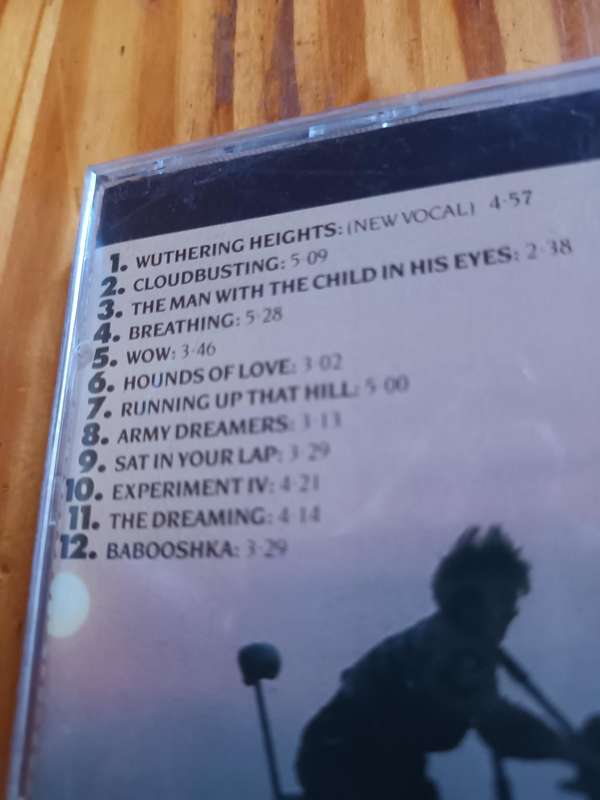 1. WUTHERING HEIGHTS: (NEW VOCAL) 4·57
2. CLOUDBUSTING: 5·09
3. THE MAN WITH THE CHILD IN HIS EYES: 2·38
4. BREATHING: 5·28
5. WOW: 3·46
6. HOUNDS OF LOVE: 3·02
7. RUNNING UP THAT HILL: 5·00
8. ARMY DREAMERS: 3·13
9. SAT IN YOUR LAP: 3·29
10. EXPERIMENT IV: 4·21
11. THE DREAMING: 4·14
12. BABOOSHKA: 3·29